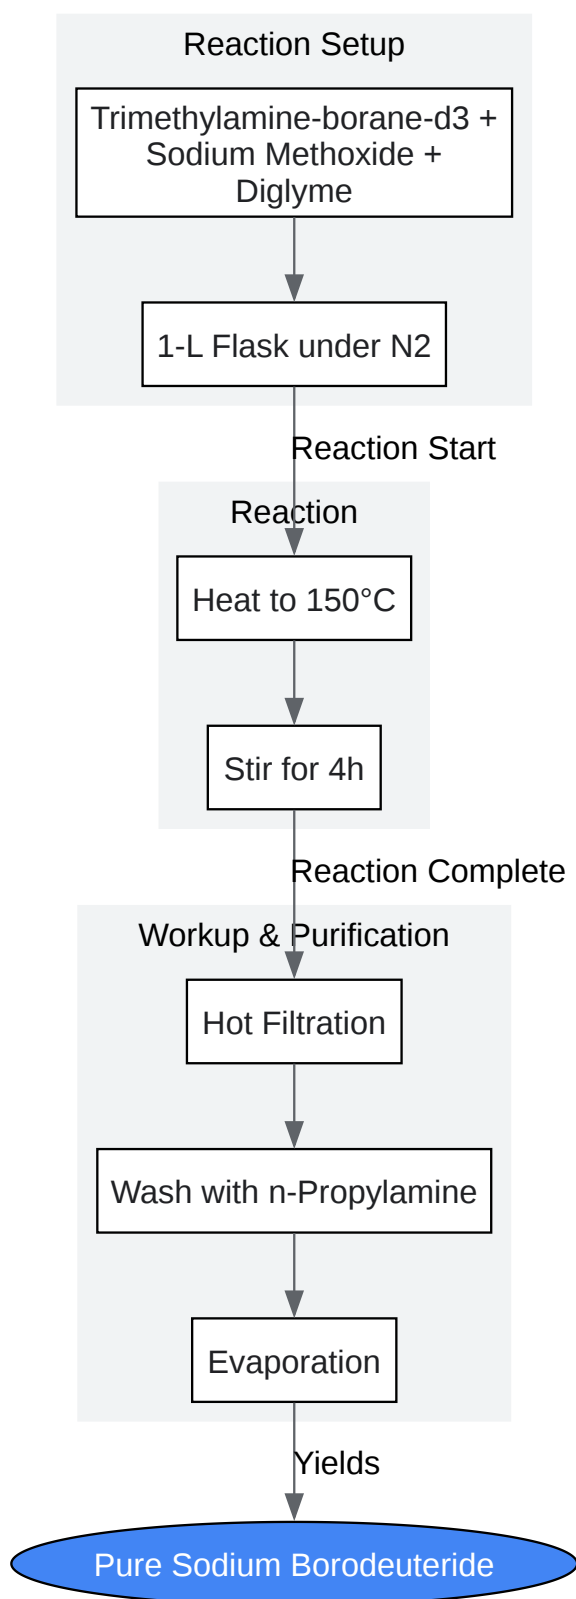 Reaction Setup
Trimethylamine-borane-d3 +
Sodium Methoxide +
Diglyme
1-L Flask under N2
Reaction Start
Reaction
Heat to 150°C
Stir for 4h
Reaction Complete
Workup & Purification
Hot Filtration
Wash with n-Propylamine
Evaporation
Yields
Pure Sodium Borodeuteride